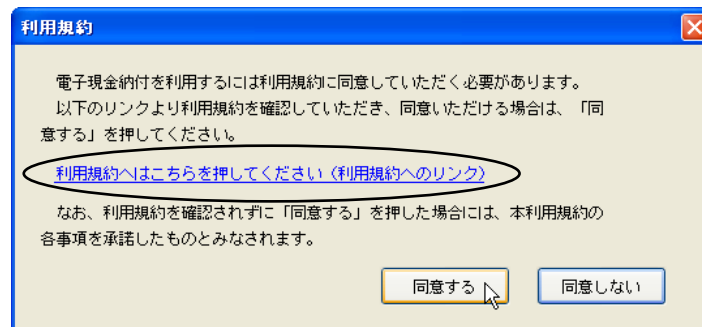 利用規約
電子現金納付を利用するには利用規約に同意していただく必要があります。
以下のリンクより利用規約を確認していただき、同意いただける場合は、「同
意する」を押してください。
利用規約へはこちらを押してください（利用規約へのリンク）
なお、利用規約を確認されずに「同意する」を押した場合には、本利用規約の
各事項を承諾したものとみなされます。
同意する 同意しない